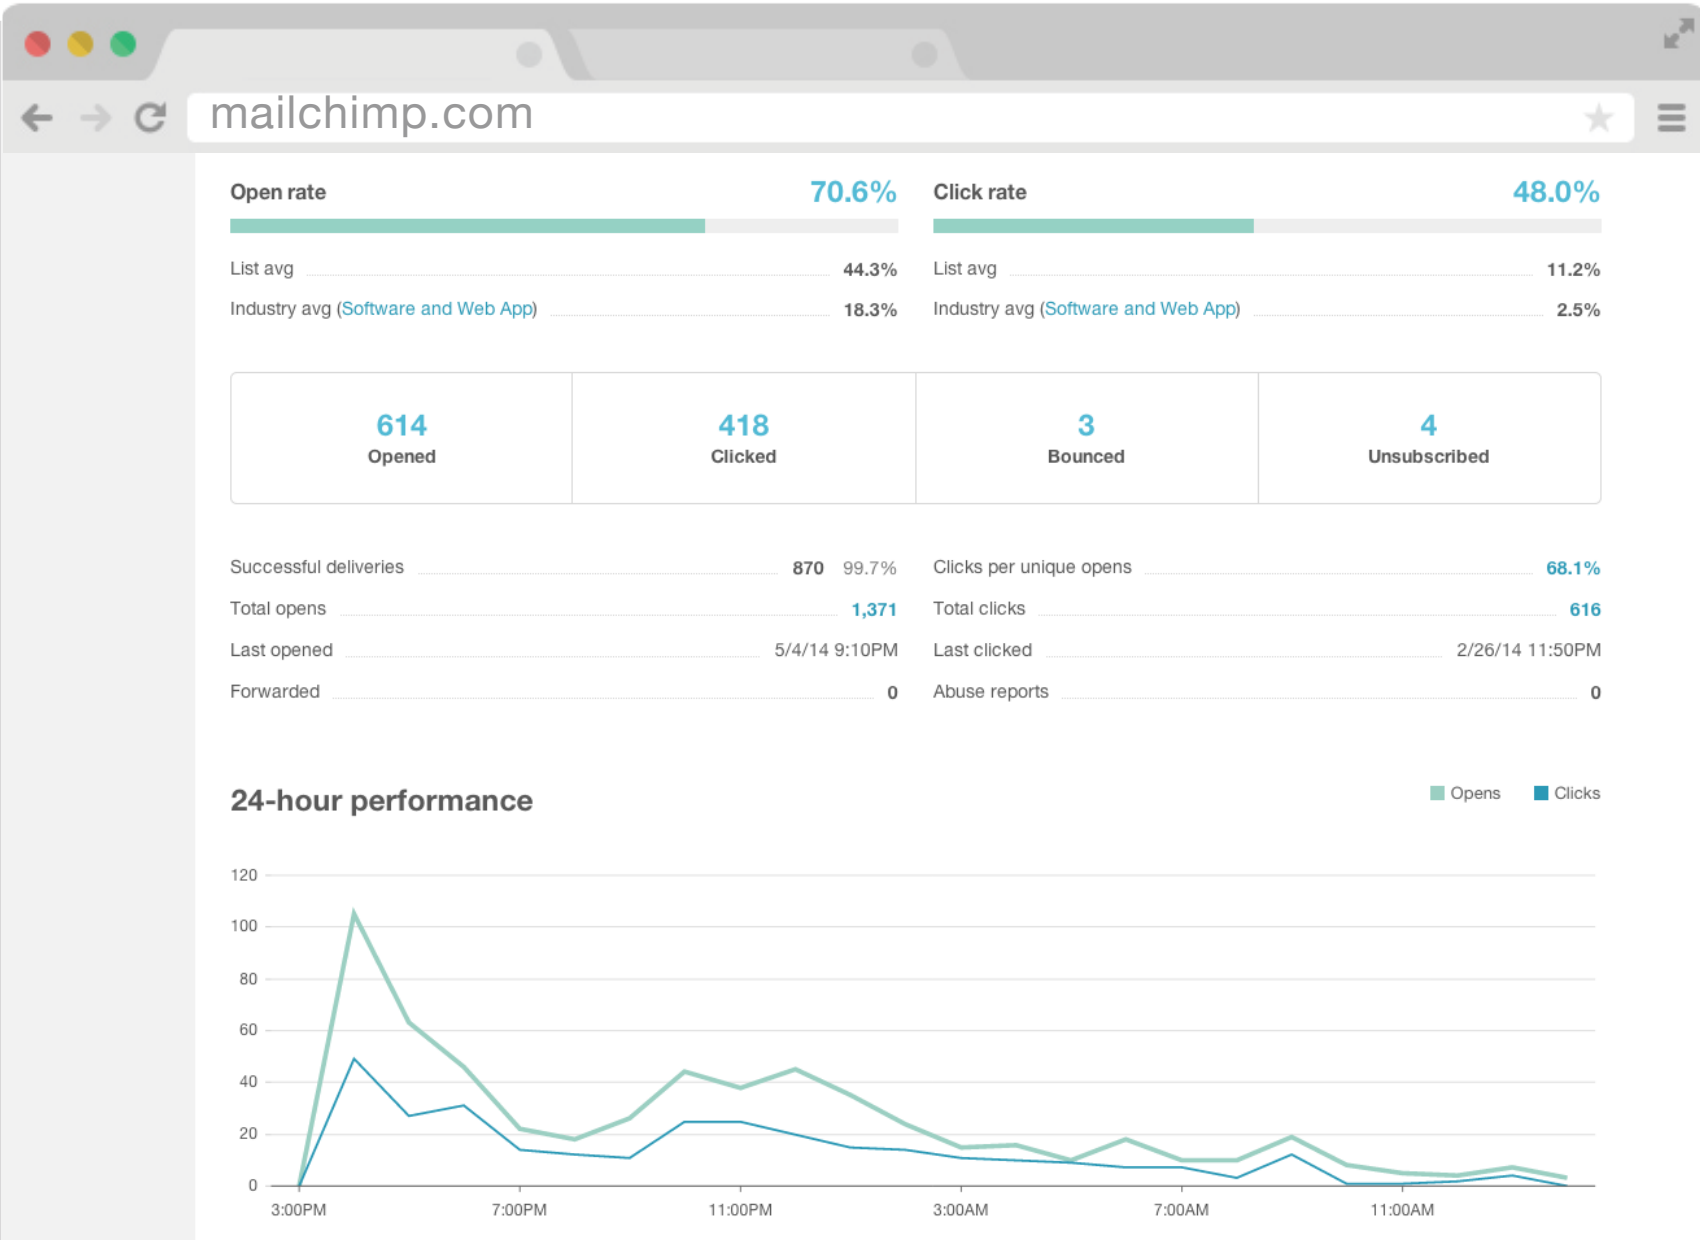 mailchimp.com
Open rate 70.6%
Click rate 48.0%
List avg 44.3%
List avg 11.2%
Industry avg (Software and Web App) 18.3%
Industry avg (Software and Web App) 2.5%
614
Opened
418
Clicked
3
Bounced
4
Unsubscribed
Successful deliveries 870 99.7%
Clicks per unique opens 68.1%
Total opens 1,371
Total clicks 616
Last opened 5/4/14 9:10PM
Last clicked 2/26/14 11:50PM
Forwarded 0
Abuse reports 0
24-hour performance
Opens Clicks
120
100
80
60
40
20
0
3:00PM 7:00PM 11:00PM 3:00AM 7:00AM 11:00AM